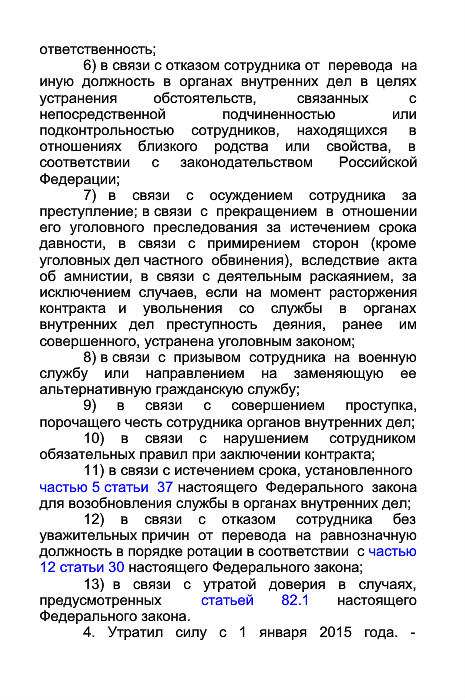 ответственность;
6) в связи с отказом сотрудника от перевода на
иную должность в органах внутренних дел в целях
устранения обстоятельств, связанных с
непосредственной подчиненностью или
подконтрольностью сотрудников, находящихся в
отношениях близкого родства или свойства, в
соответствии с законодательством Российской
Федерации;
7) в связи с осуждением сотрудника за
преступление; в связи с прекращением в отношении
его уголовного преследования за истечением срока
давности, в связи с примирением сторон (кроме
уголовных дел частного обвинения), вследствие акта
об амнистии, в связи с деятельным раскаянием, за
исключением случаев, если на момент расторжения
контракта и увольнения со службы в органах
внутренних дел преступность деяния, ранее им
совершенного, устранена уголовным законом;
8) в связи с призывом сотрудника на военную
службу или направлением на заменяющую ее
альтернативную гражданскую службу;
9) в связи с совершением проступка,
порочащего честь сотрудника органов внутренних дел;
10) в связи с нарушением сотрудником
обязательных правил при заключении контракта;
11) в связи с истечением срока, установленного
частью 5 статьи 37 настоящего Федерального закона
для возобновления службы в органах внутренних дел;
12) в связи с отказом сотрудника без
уважительных причин от перевода на равнозначную
должность в порядке ротации в соответствии с частью
12 статьи 30 настоящего Федерального закона;
13) в связи с утратой доверия в случаях,
предусмотренных статьей 82.1 настоящего
Федерального закона.
4. Утратил силу с 1 января 2015 года. -